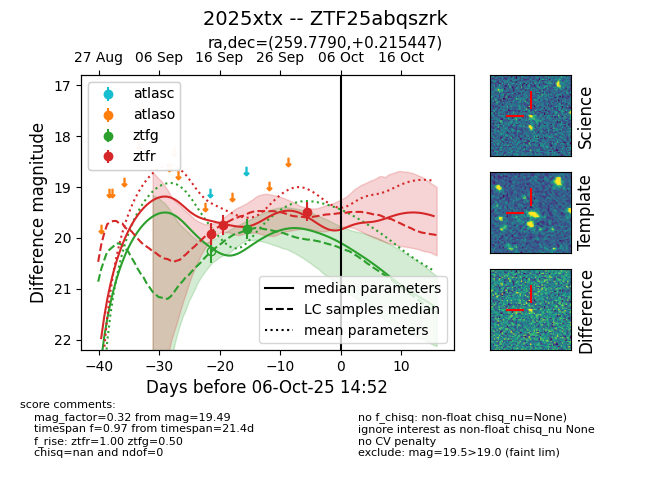 2025xtx -- ZTF25abqszrk
ra,dec=(259.7790,+0.215447)
27 Aug 06 Sep 16 Sep 26 Sep 06 Oct 16 Oct
17
18
19
20
21
22
Difference magnitude
atlasc
atlaso
ztfg
ztfr
median parameters
LC samples median
mean parameters
−40 −30 −20 −10 0 10
Days before 06-Oct-25 14:52
Science
Template
Difference
score comments:
mag_factor=0.32 from mag=19.49
timespan f=0.97 from timespan=21.4d
f_rise: ztfr=1.00 ztfg=0.50
chisq=nan and ndof=0
no f_chisq: non-float chisq_nu=None)
ignore interest as non-float chisq_nu None
no CV penalty
exclude: mag=19.5>19.0 (faint lim)